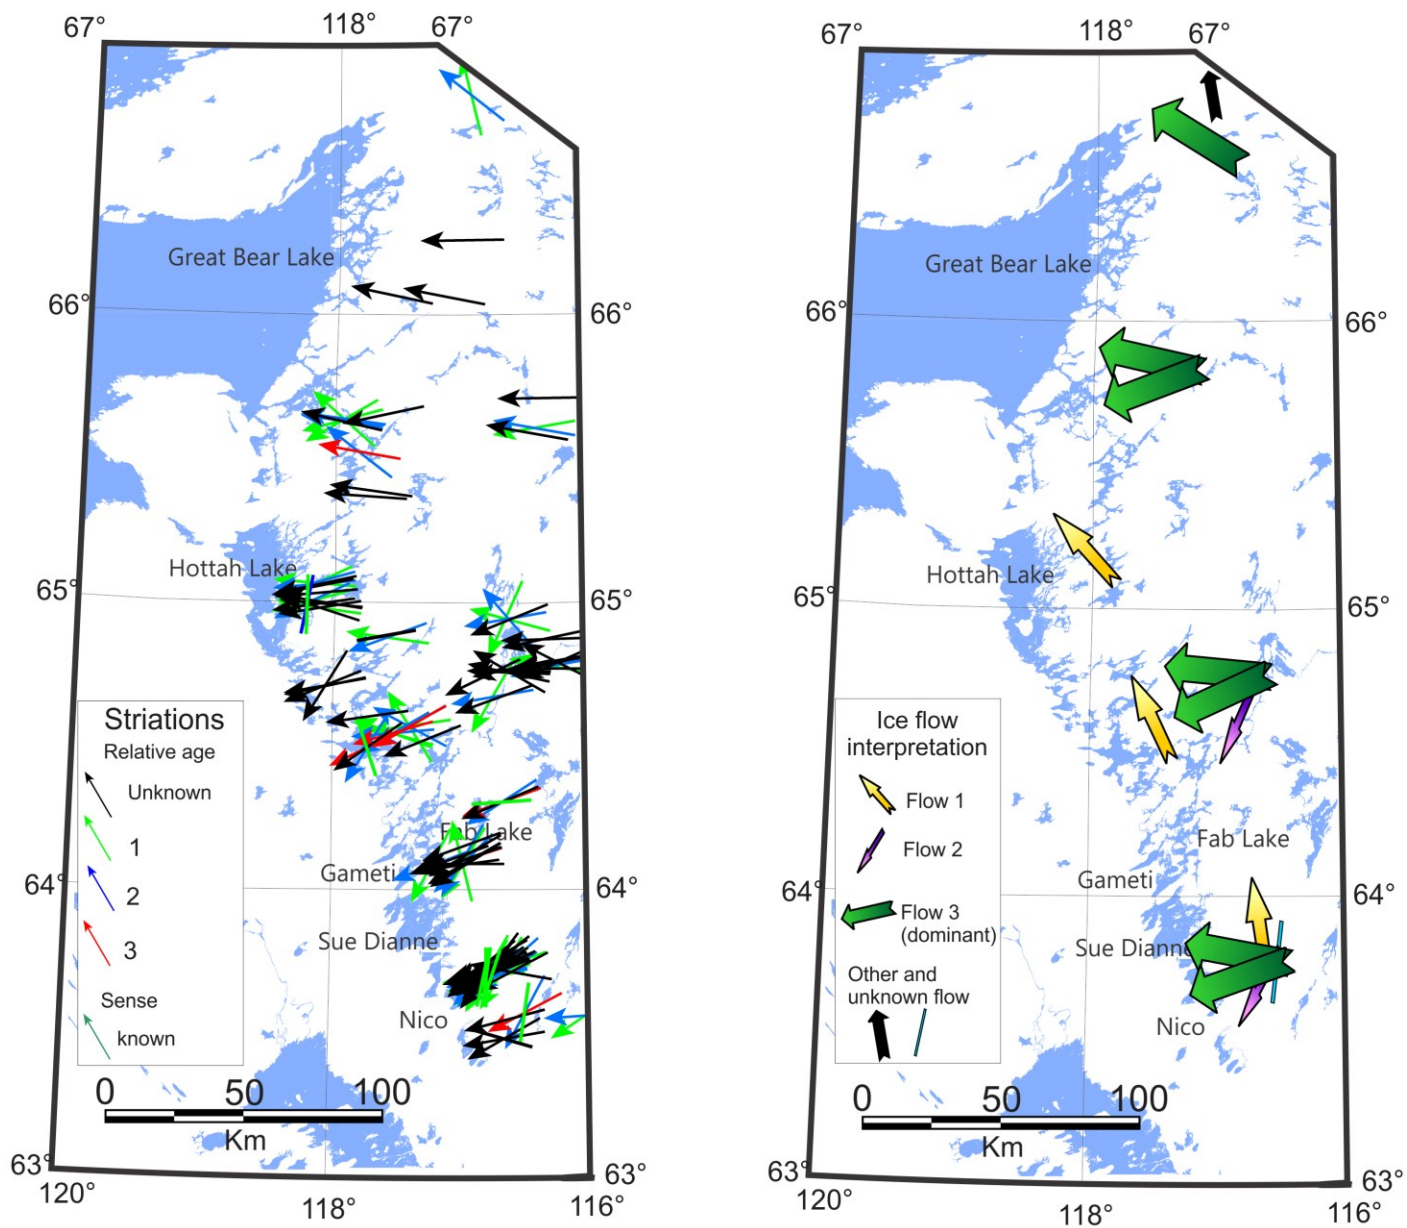 67°
118°
67°
Great Bear Lake
66°
66°
Hottah Lake
65°
65°
Striations
Relative age
Unknown
1
2
3
Sense
known
Fab Lake
Gameti
64°
64°
Sue Dianne
Nico
0 50 100
Km
63°
63°
120°
118°
116°
67°
118°
67°
Great Bear Lake
66°
66°
Hottah Lake
65°
65°
Ice flow
interpretation
Flow 1
Flow 2
Flow 3
(dominant)
Other and
unknown flow
Fab Lake
Gameti
64°
64°
Sue Dianne
Nico
0 50 100
Km
63°
63°
120°
118°
116°